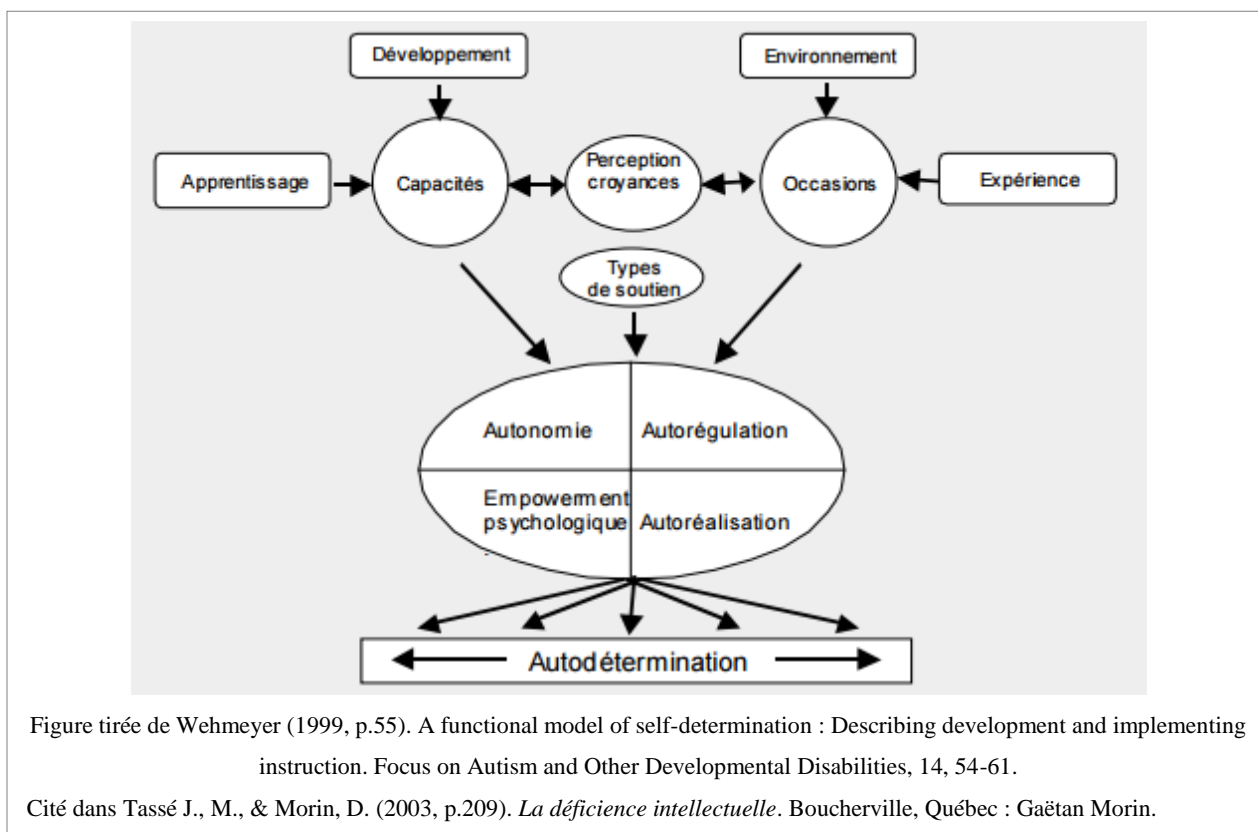 Développement
Environnement
Apprentissage
Capacités
Perception
croyances
Occasions
Expérience
Types
de soutien
Autonomie
Autorégulation
Empowerment
psychologique
Autoréalisation
Autodétermination
Figure tirée de Wehmeyer (1999, p.55). A functional model of self-determination : Describing development and implementing
instruction. Focus on Autism and Other Developmental Disabilities, 14, 54-61.
Cité dans Tassé J., M., & Morin, D. (2003, p.209). La déficience intellectuelle. Boucherville, Québec : Gaëtan Morin.